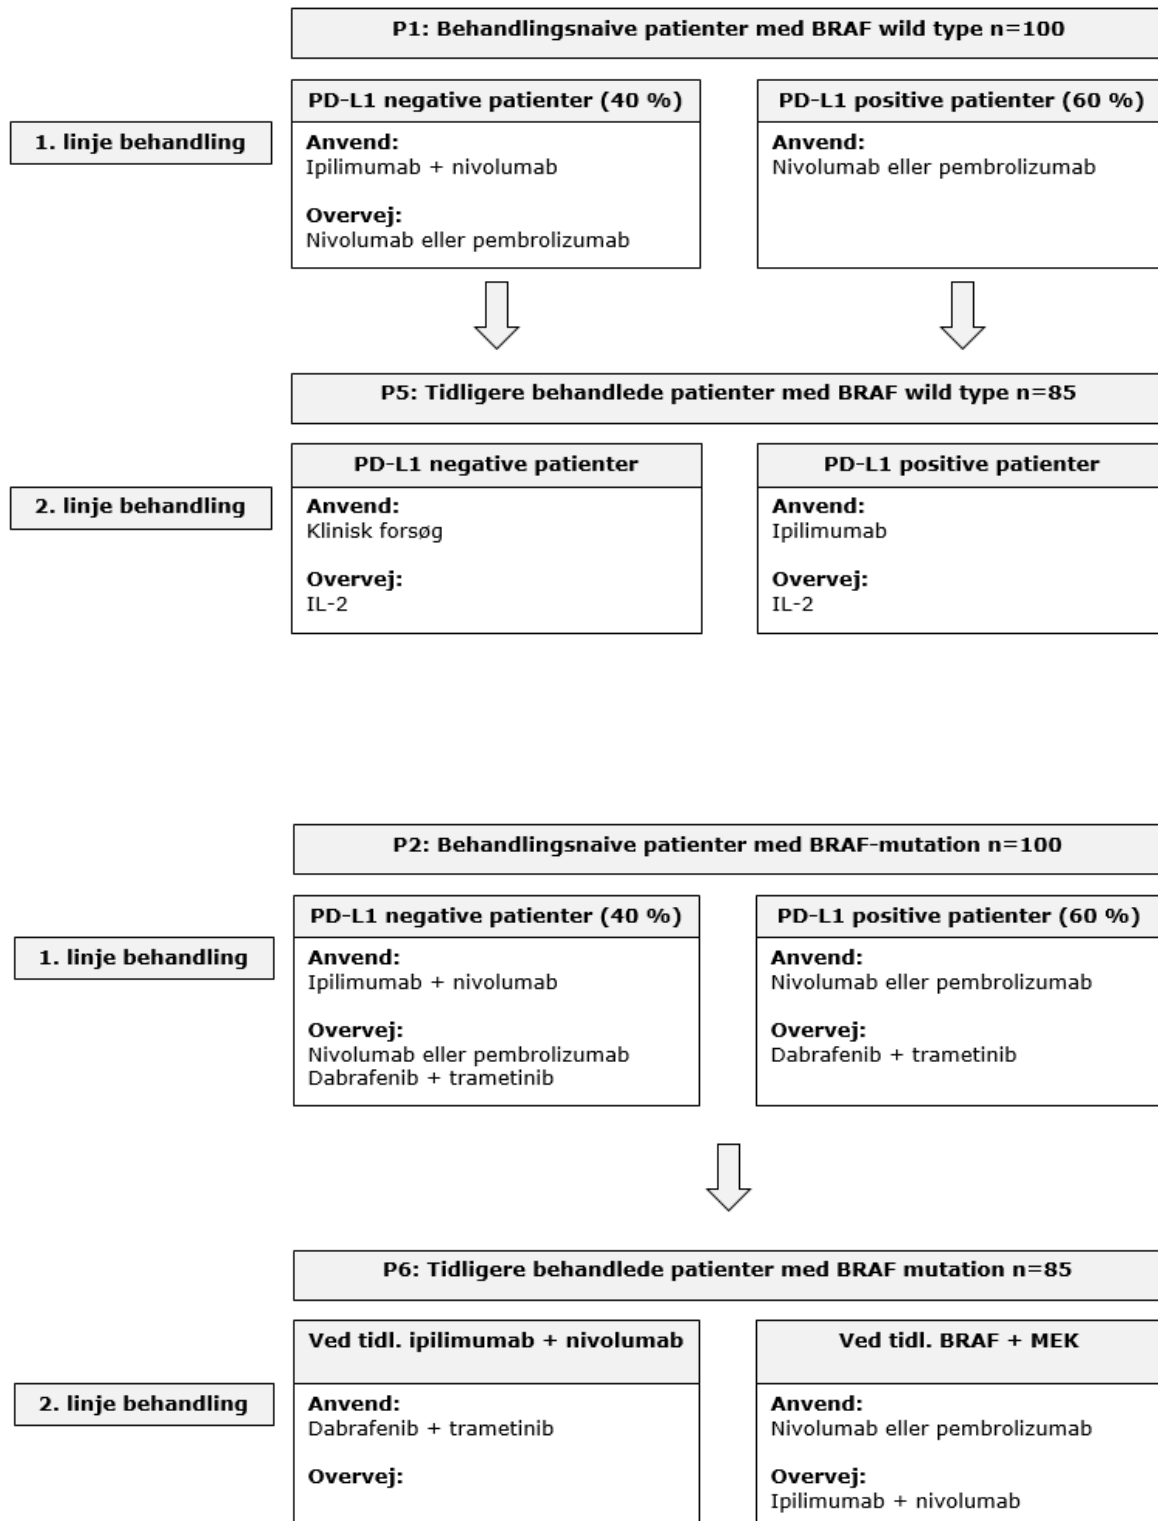 P1: Behandlingsnaive patienter med BRAF wild type n=100
PD-L1 negative patienter (40 %)
PD-L1 positive patienter (60 %)
1. linje behandling
Anvend:
Ipilimumab + nivolumab
Overvej:
Nivolumab eller pembrolizumab
Anvend:
Nivolumab eller pembrolizumab
P5: Tidligere behandlede patienter med BRAF wild type n=85
PD-L1 negative patienter
PD-L1 positive patienter
2. linje behandling
Anvend:
Klinisk forsøg
Overvej:
IL-2
Anvend:
Ipilimumab
Overvej:
IL-2
P2: Behandlingsnaive patienter med BRAF-mutation n=100
PD-L1 negative patienter (40 %)
PD-L1 positive patienter (60 %)
1. linje behandling
Anvend:
Ipilimumab + nivolumab
Overvej:
Nivolumab eller pembrolizumab
Dabrafenib + trametinib
Anvend:
Nivolumab eller pembrolizumab
Overvej:
Dabrafenib + trametinib
P6: Tidligere behandlede patienter med BRAF mutation n=85
Ved tidl. ipilimumab + nivolumab
Ved tidl. BRAF + MEK
2. linje behandling
Anvend:
Dabrafenib + trametinib
Overvej:
Anvend:
Nivolumab eller pembrolizumab
Overvej:
Ipilimumab + nivolumab